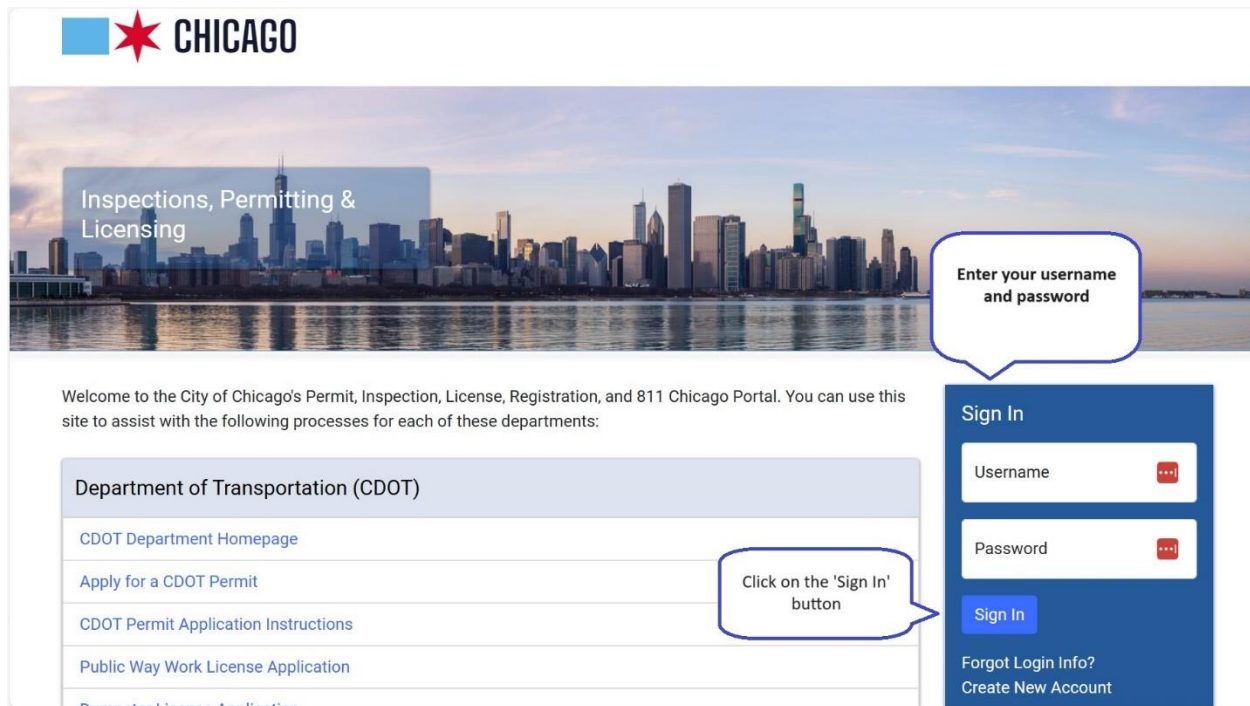 CHICAGO
Inspections, Permitting &
Licensing
Enter your username
and password
Welcome to the City of Chicago's Permit, Inspection, License, Registration, and 811 Chicago Portal. You can use this
site to assist with the following processes for each of these departments:
Sign In
Username
Password
Sign In
Forgot Login Info?
Create New Account
Department of Transportation (CDOT)
CDOT Department Homepage
Apply for a CDOT Permit
CDOT Permit Application Instructions
Public Way Work License Application
Click on the 'Sign In'
button